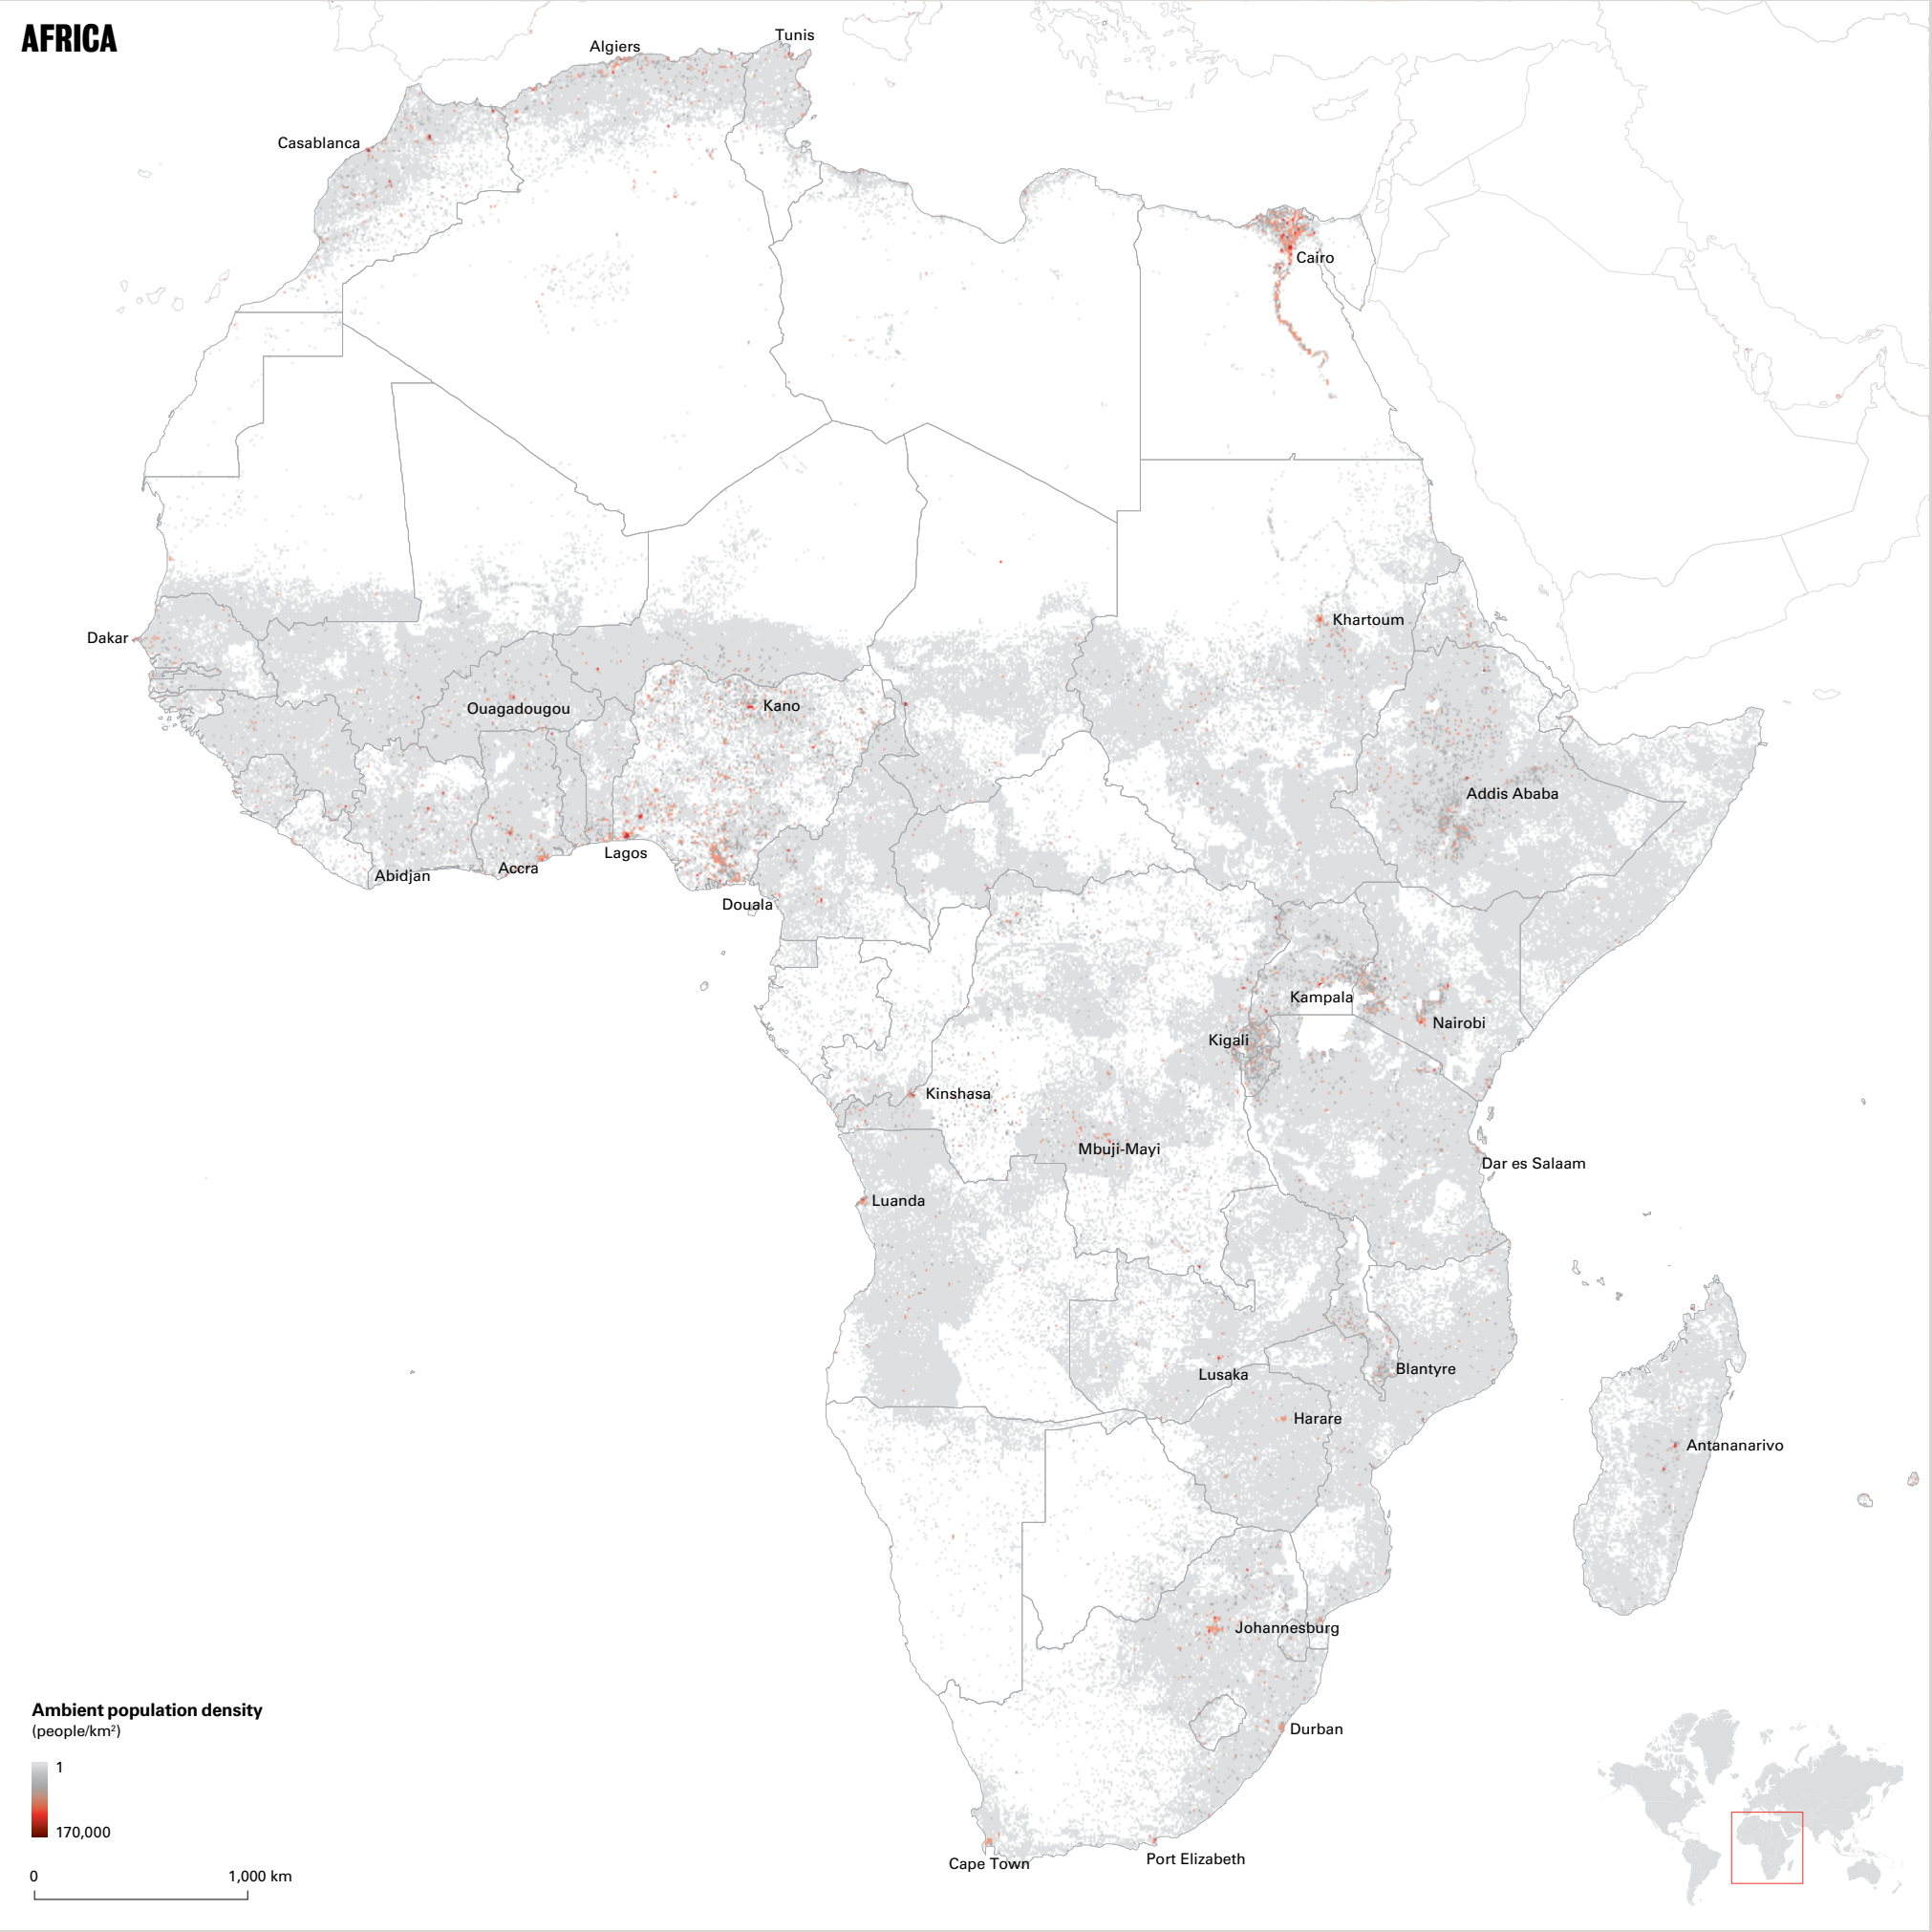 AFRICA
Algiers
Tunis
Casablanca
Cairo
Dakar
Khartoum
Ouagadougou
Kano
Addis Ababa
Lagos
Accra
Abidjan
Douala
Kampala
Nairobi
Kigali
Kinshasa
Mbuji-Mayi
Dar es Salaam
Luanda
Blantyre
Lusaka
Harare
Antananarivo
Johannesburg
Durban
Port Elizabeth
Cape Town
Ambient population density
(people/km²)
1
170,000
0 1,000 km